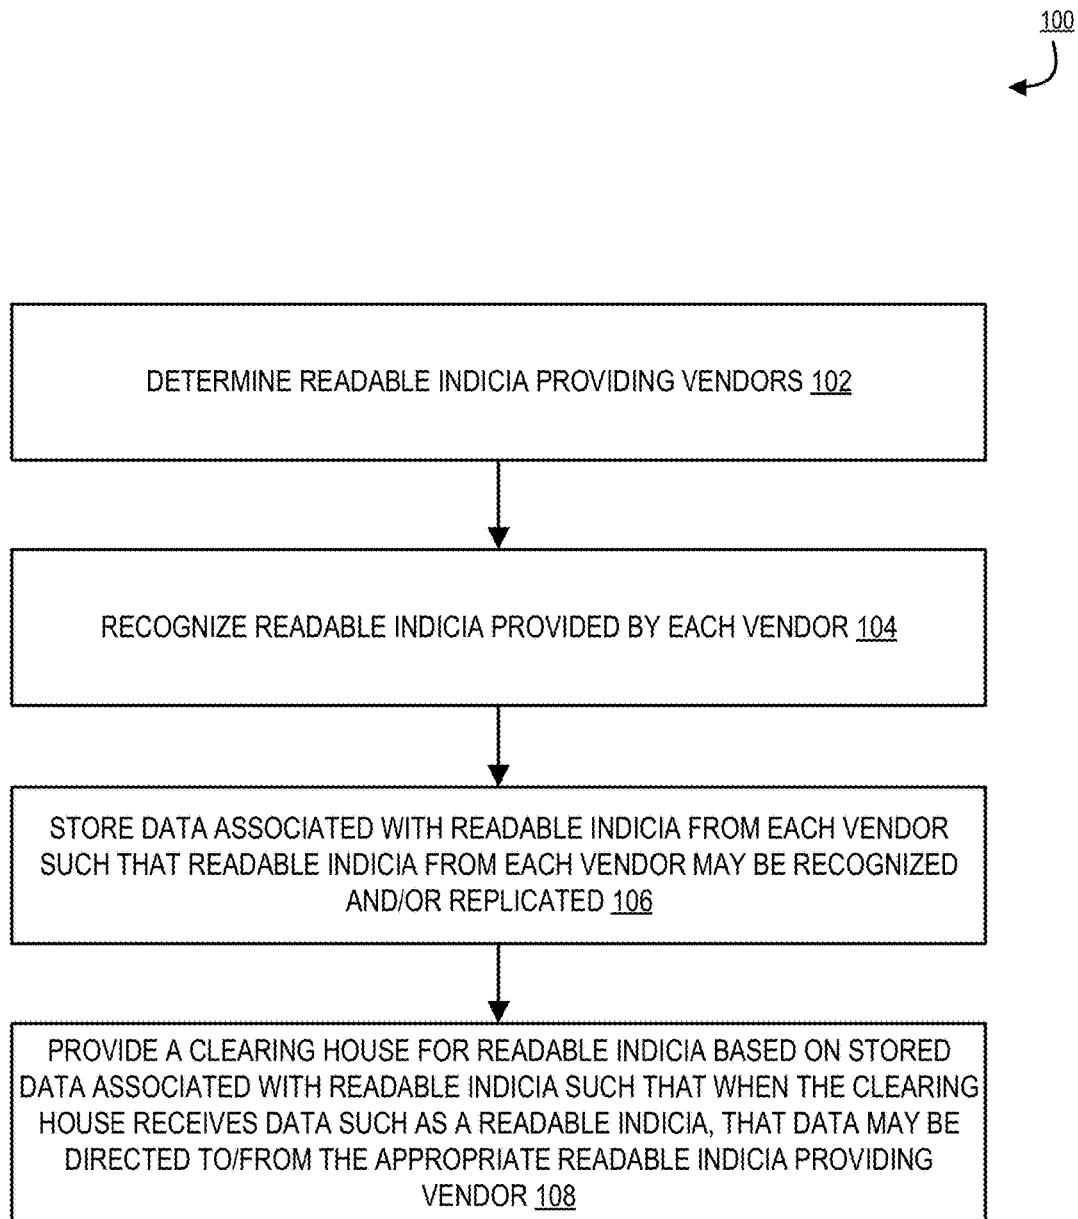 100
DETERMINE READABLE INDICIA PROVIDING VENDORS 102
RECOGNIZE READABLE INDICIA PROVIDED BY EACH VENDOR 104
STORE DATA ASSOCIATED WITH READABLE INDICIA FROM EACH VENDOR
SUCH THAT READABLE INDICIA FROM EACH VENDOR MAY BE RECOGNIZED
AND/OR REPLICATED 106
PROVIDE A CLEARING HOUSE FOR READABLE INDICIA BASED ON STORED
DATA ASSOCIATED WITH READABLE INDICIA SUCH THAT WHEN THE CLEARING
HOUSE RECEIVES DATA SUCH AS A READABLE INDICIA, THAT DATA MAY BE
DIRECTED TO/FROM THE APPROPRIATE READABLE INDICIA PROVIDING
VENDOR 108